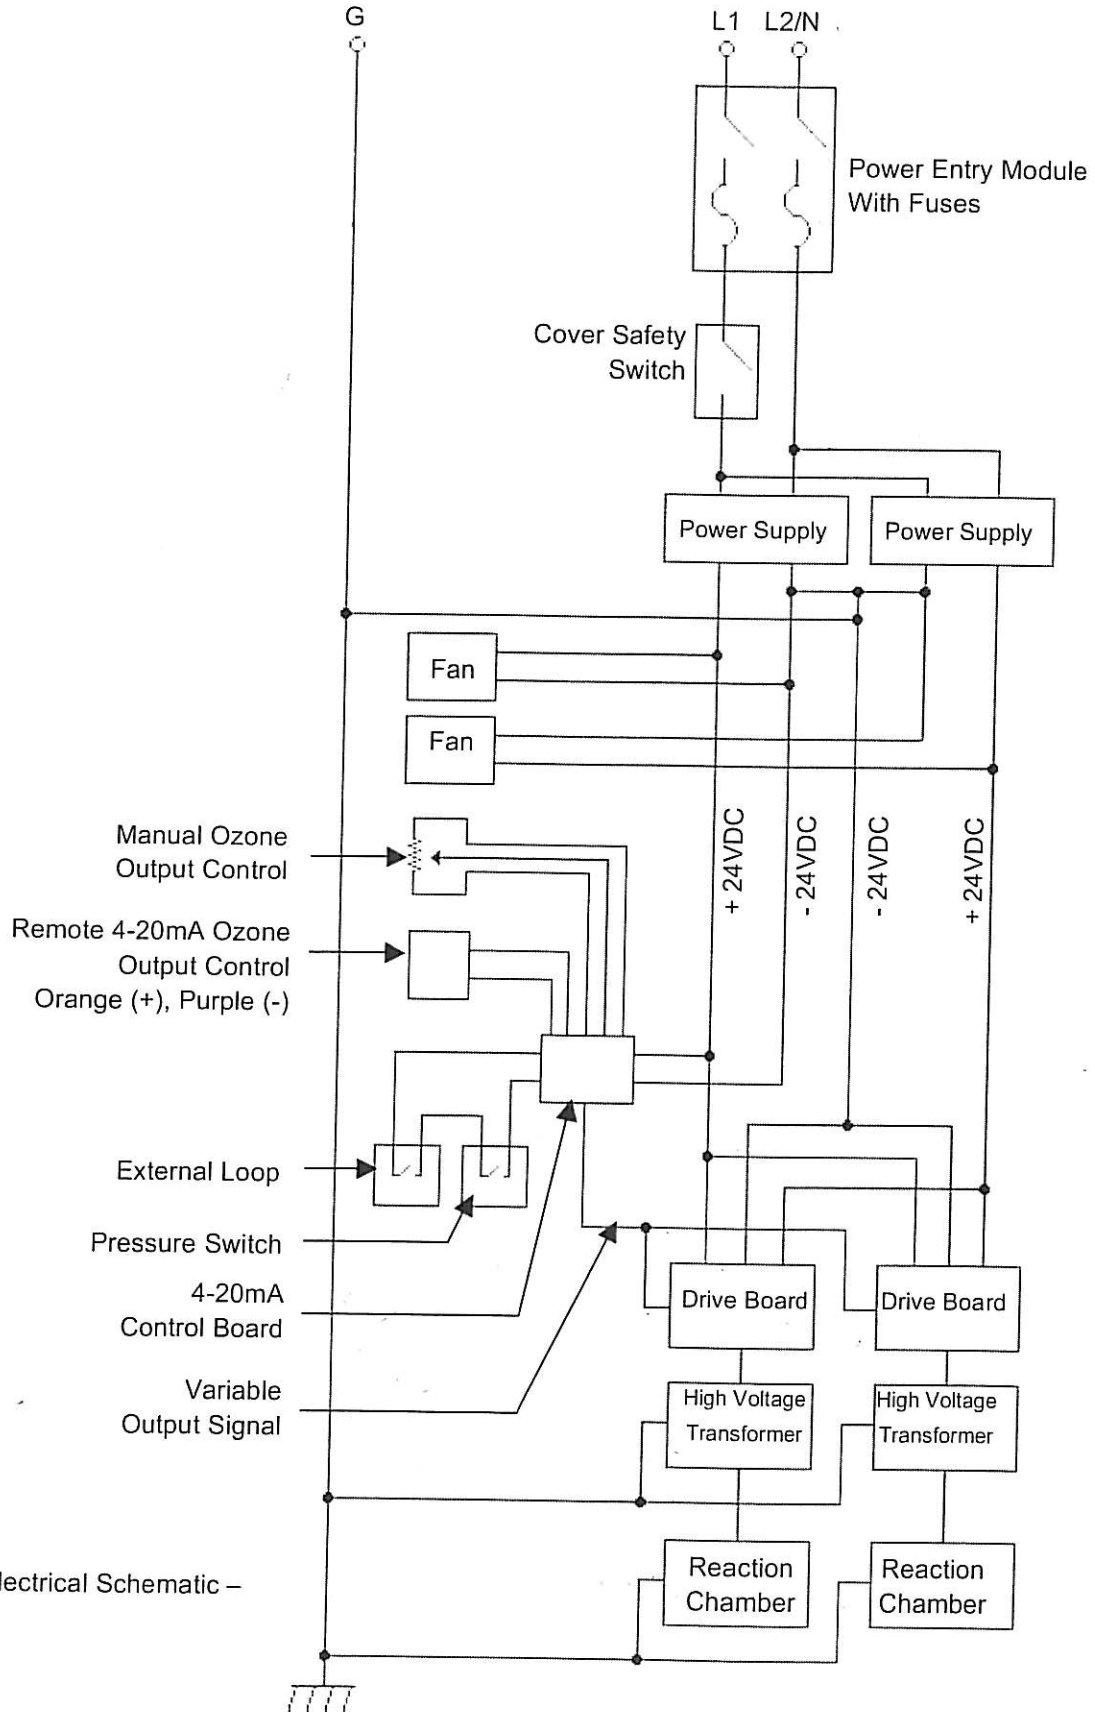 G
L1 L2/N
Power Entry Module
With Fuses
Cover Safety
Switch
Power Supply
Power Supply
Fan
Fan
+ 24VDC
- 24VDC
- 24VDC
+ 24VDC
Manual Ozone
Output Control
Remote 4-20mA Ozone
Output Control
Orange (+), Purple (-)
External Loop
Pressure Switch
4-20mA
Control Board
Variable
Output Signal
Drive Board
Drive Board
High Voltage
Transformer
High Voltage
Transformer
Reaction
Chamber
Reaction
Chamber
lectrical Schematic –